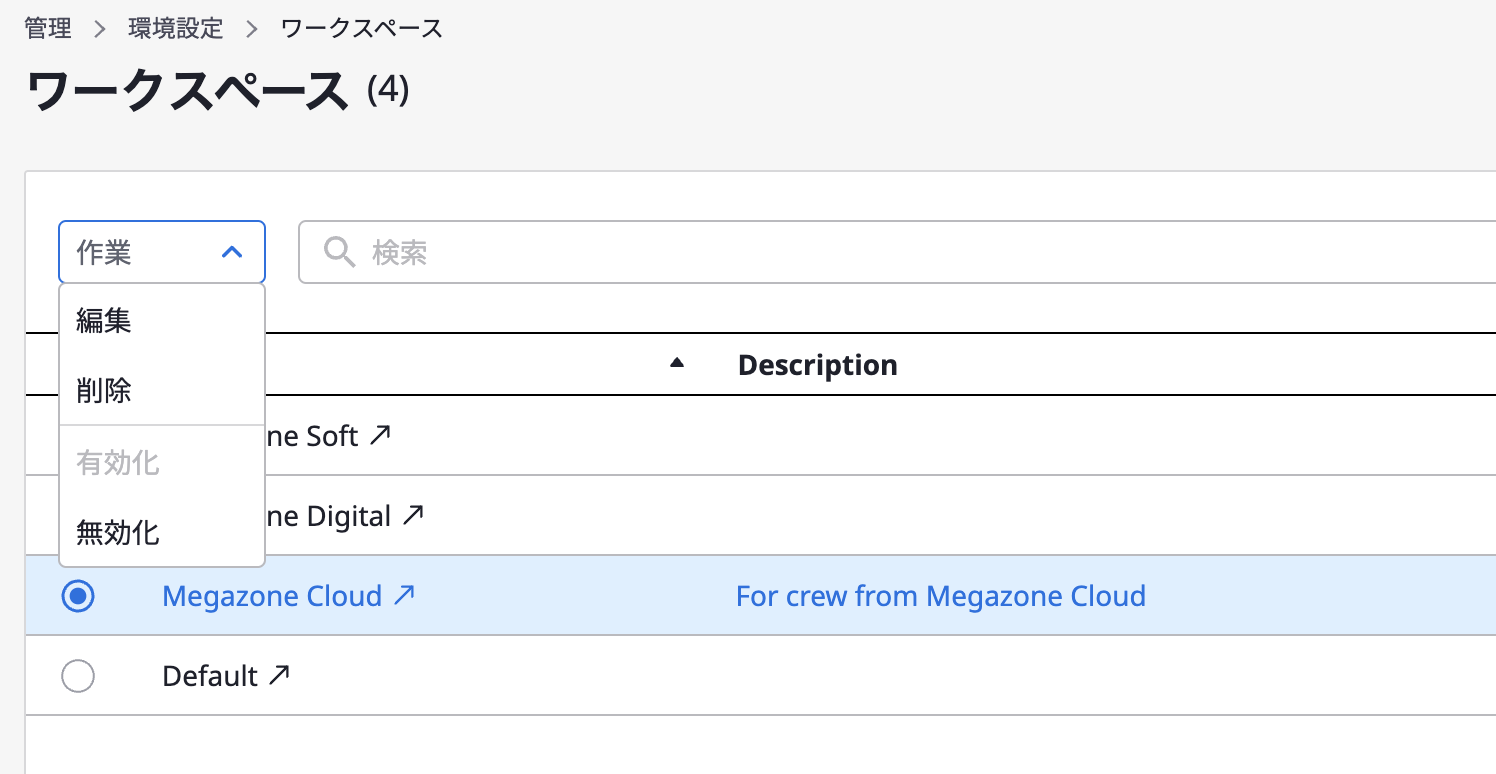 管理 > 環境設定 > ワークスペース
ワークスペース (4)
作業
検索
編集
削除
有効化
無効化
Description
ne Soft
ne Digital
Megazone Cloud For crew from Megazone Cloud
Default